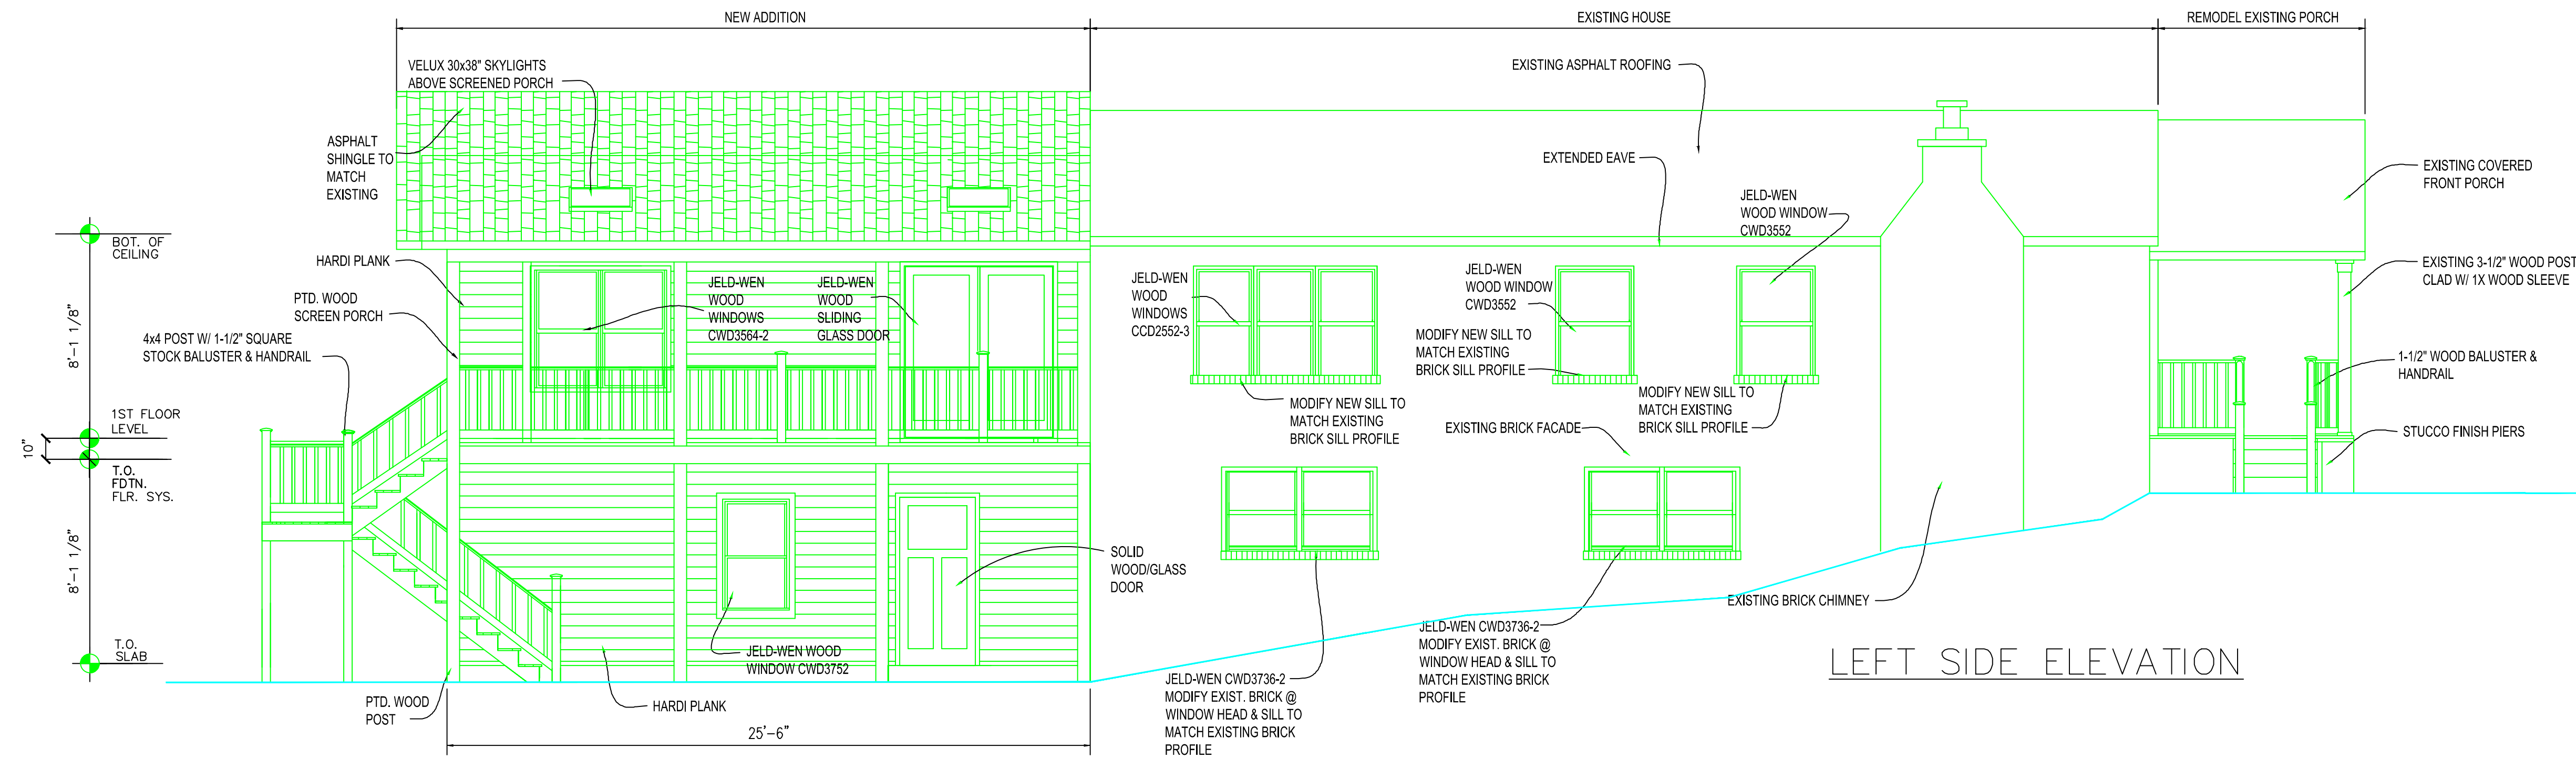 NEW ADDITION
EXISTING HOUSE
REMODEL EXISTING PORCH
VELUX 30x38" SKYLIGHTS
ABOVE SCREENED PORCH
EXISTING ASPHALT ROOFING
ASPHALT
SHINGLE TO
MATCH
EXISTING
EXTENDED EAVE
EXISTING COVERED
FRONT PORCH
JELD-WEN
WOOD WINDOW
CWD3552
BOT. OF
CEILING
HARDI PLANK
PTD. WOOD
SCREEN PORCH
4x4 POST W/ 1-1/2" SQUARE
STOCK BALUSTER & HANDRAIL
8'-1 1/8"
JELD-WEN
WOOD
WINDOWS
CWD3564-2
JELD-WEN
WOOD
SLIDING
GLASS DOOR
JELD-WEN
WOOD
WINDOWS
CCD2552-3
JELD-WEN
WOOD WINDOW
CWD3552
EXISTING 3-1/2" WOOD POST
CLAD W/ 1X WOOD SLEEVE
MODIFY NEW SILL TO
MATCH EXISTING
BRICK SILL PROFILE
1-1/2" WOOD BALUSTER &
HANDRAIL
MODIFY NEW SILL TO
MATCH EXISTING
BRICK SILL PROFILE
MODIFY NEW SILL TO
MATCH EXISTING
BRICK SILL PROFILE
1ST FLOOR
LEVEL
10"
EXISTING BRICK FACADE
STUCCO FINISH PIERS
T.O.
FDTN.
FLR. SYS.
8'-1 1/8"
SOLID
WOOD/GLASS
DOOR
EXISTING BRICK CHIMNEY
T.O.
SLAB
JELD-WEN WOOD
WINDOW CWD3752
JELD-WEN CWD3736-2
MODIFY EXIST. BRICK @
WINDOW HEAD & SILL TO
MATCH EXISTING BRICK
PROFILE
JELD-WEN CWD3736-2
MODIFY EXIST. BRICK @
WINDOW HEAD & SILL TO
MATCH EXISTING BRICK
PROFILE
LEFT SIDE ELEVATION
PTD. WOOD
POST
HARDI PLANK
25'-6"